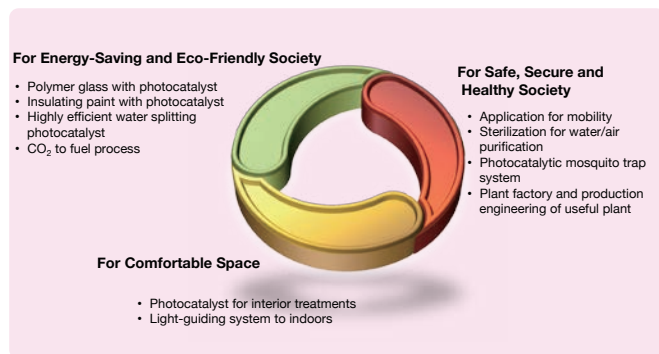 For Energy-Saving and Eco-Friendly Society
• Polymer glass with photocatalyst
• Insulating paint with photocatalyst
• Highly efficient water splitting
photocatalyst
• CO₂ to fuel process
For Safe, Secure and
Healthy Society
• Application for mobility
• Sterilization for water/air
purification
• Photocatalytic mosquito trap
system
• Plant factory and production
engineering of useful plant
For Comfortable Space
• Photocatalyst for interior treatments
• Light-guiding system to indoors